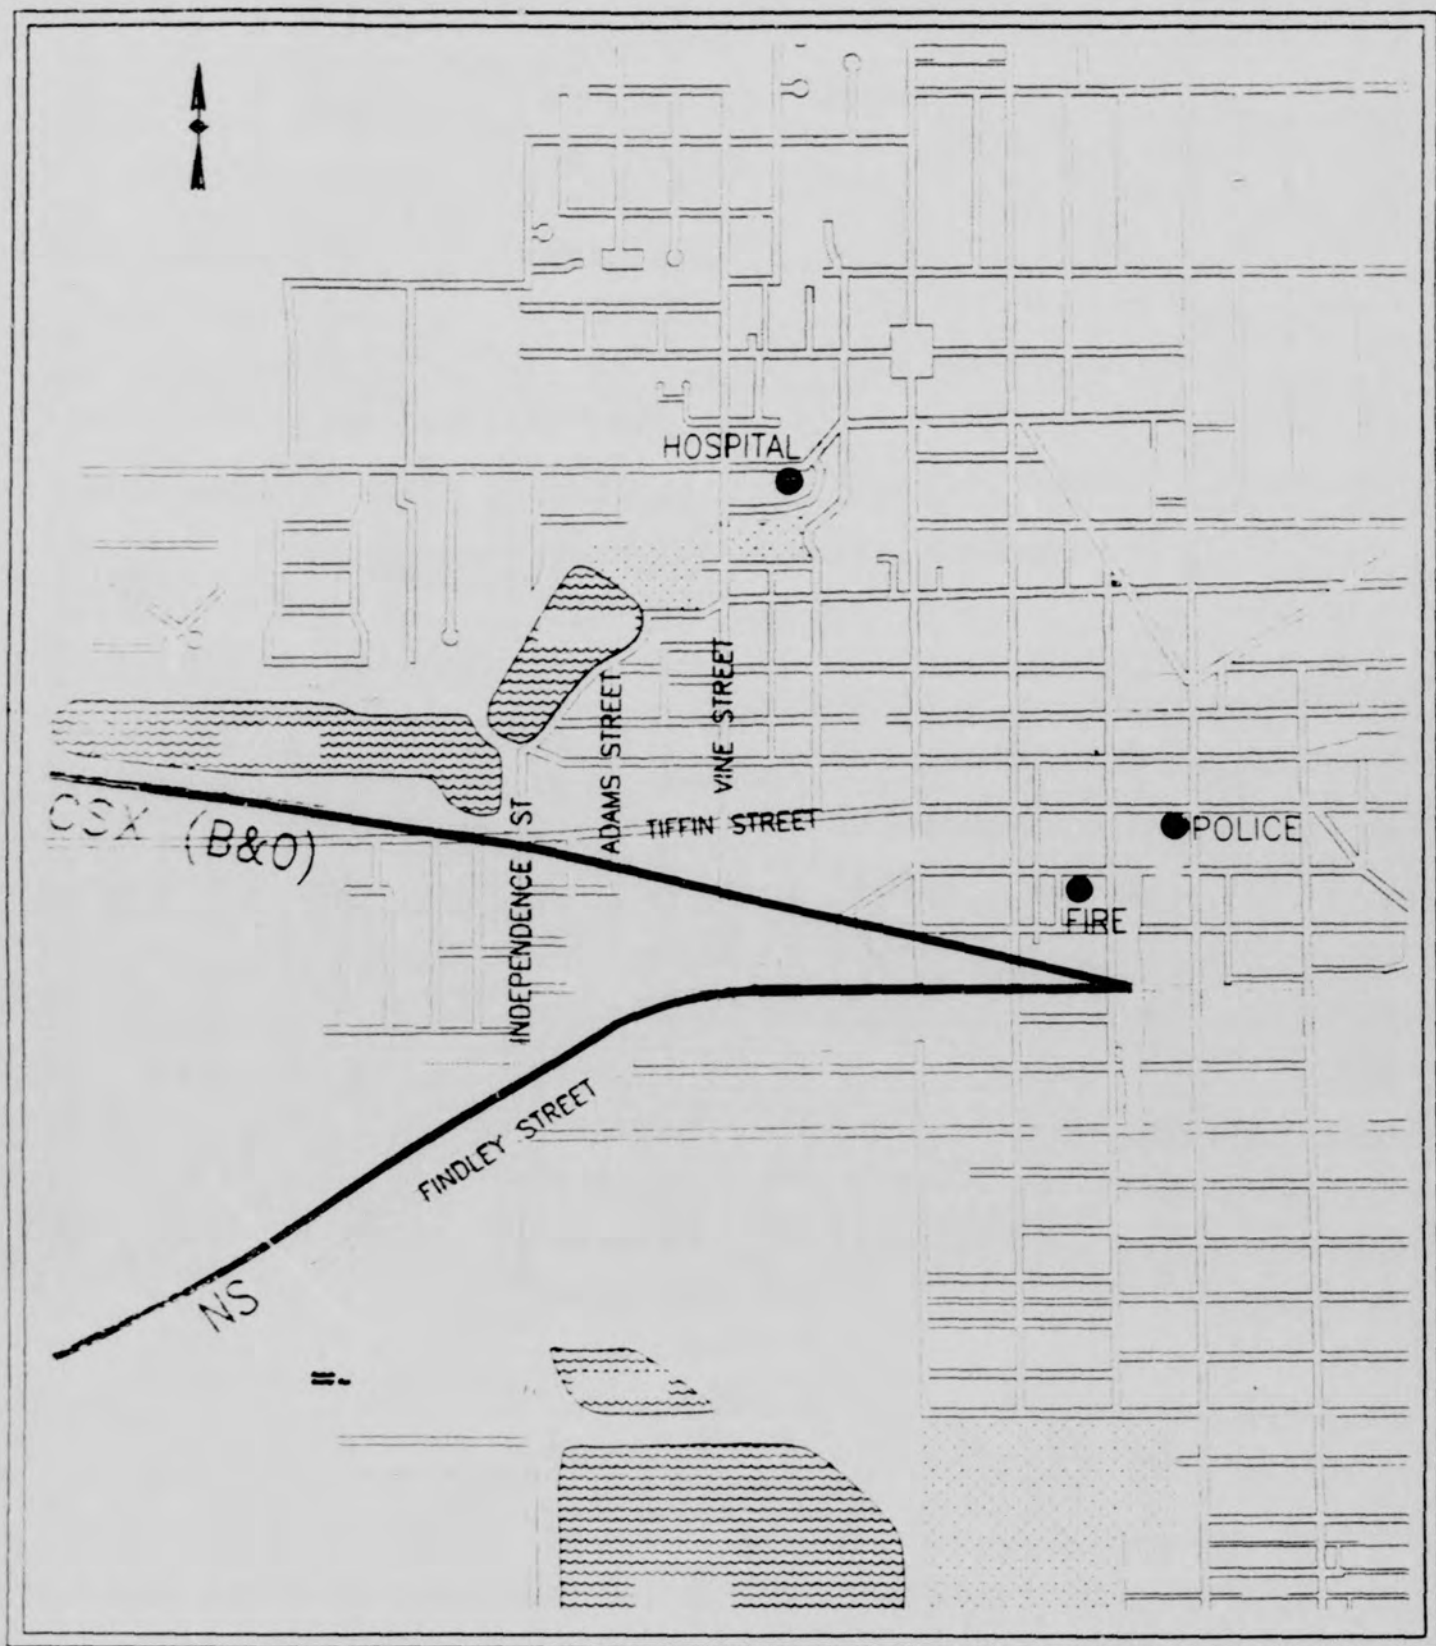 HOSPITAL
ADAMS STREET
VINE STREET
TIFFIN STREET
INDEPENDENCE ST
CSX (B&O)
POLICE
FIRE
FINDLEY STREET
NS